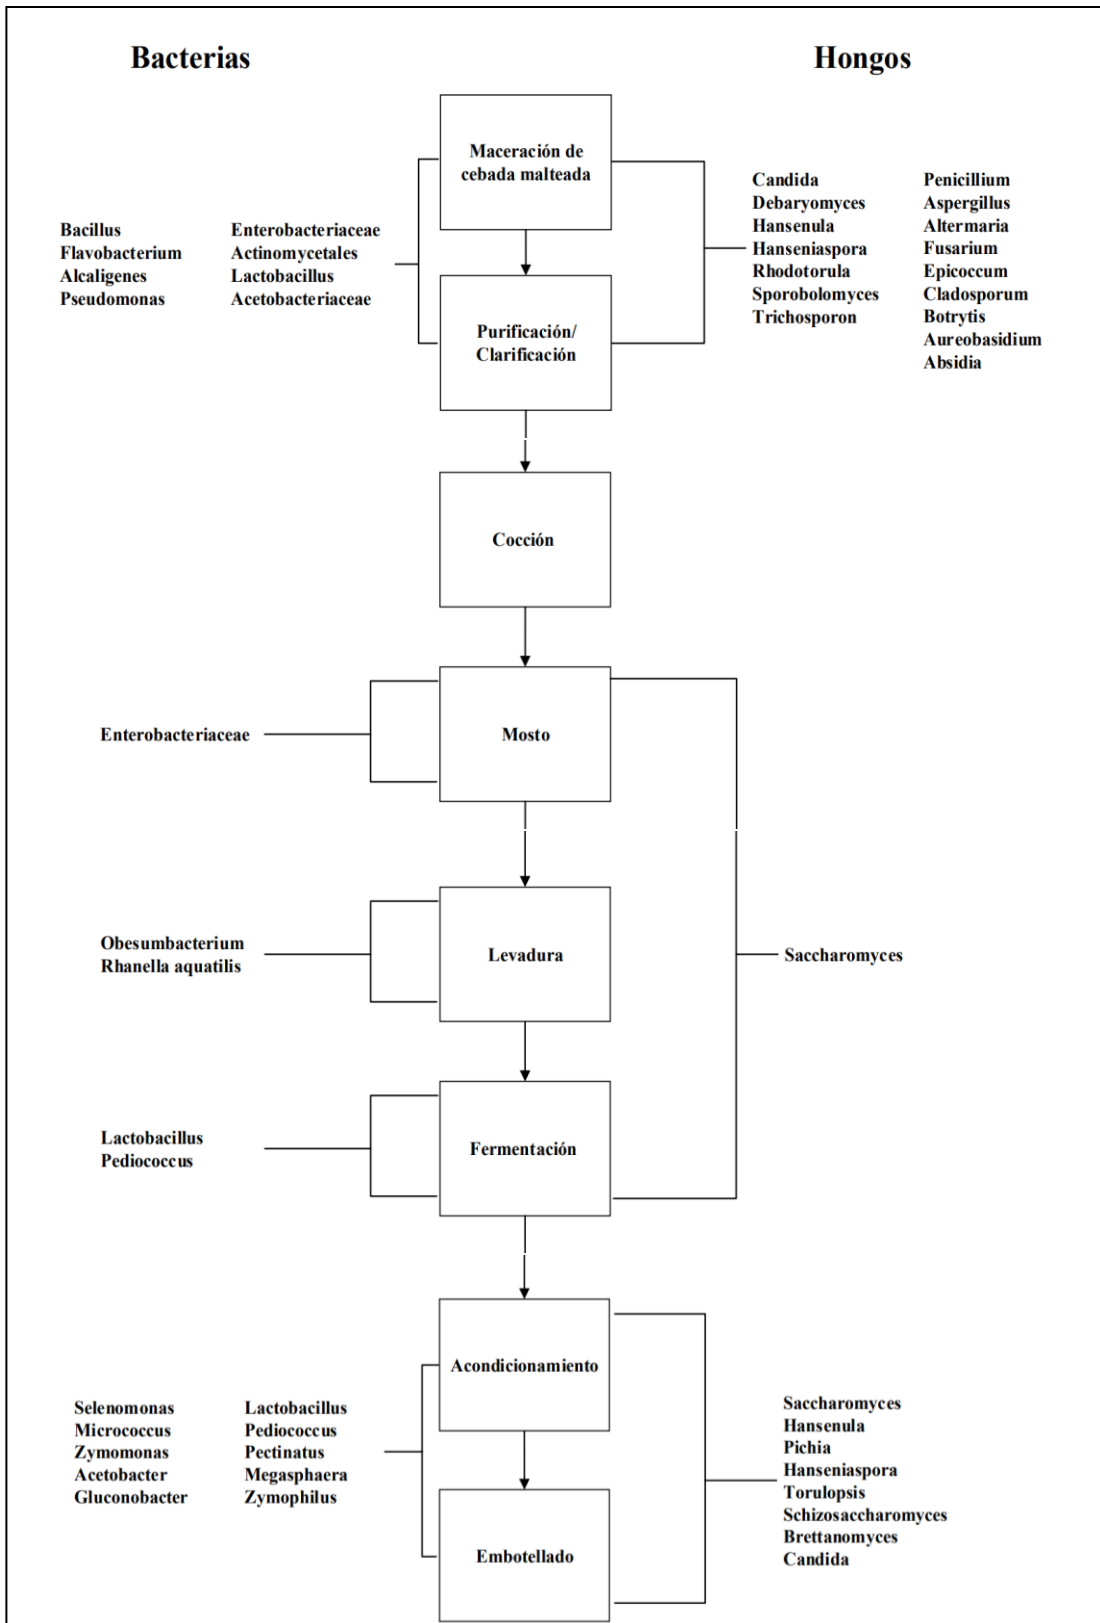 Bacterias
Hongos
Maceración de
cebada malteada
Bacillus
Flavobacterium
Alcaligenes
Pseudomonas
Enterobacteriaceae
Actinomycetales
Lactobacillus
Acetobacteriaceae
Candida
Debaryomyces
Hansenula
Hanseniaspora
Rhodotorula
Sporobolomyces
Trichosporon
Penicillium
Aspergillus
Altermaria
Fusarium
Epicoccum
Cladosporum
Botrytis
Aureobasidium
Absidia
Purificación/
Clarificación
Cocción
Enterobacteriaceae
Mosto
Obesumbacterium
Rhanella aquatilis
Levadura
Saccharomyces
Lactobacillus
Pediococcus
Fermentación
Acondicionamiento
Selenomonas
Micrococcus
Zymomonas
Acetobacter
Gluconobacter
Lactobacillus
Pediococcus
Pectinatus
Megasphaera
Zymophilus
Saccharomyces
Hansenula
Pichia
Hanseniaspora
Torulopsis
Schizosaccharomyces
Brettanomyces
Candida
Embotellado